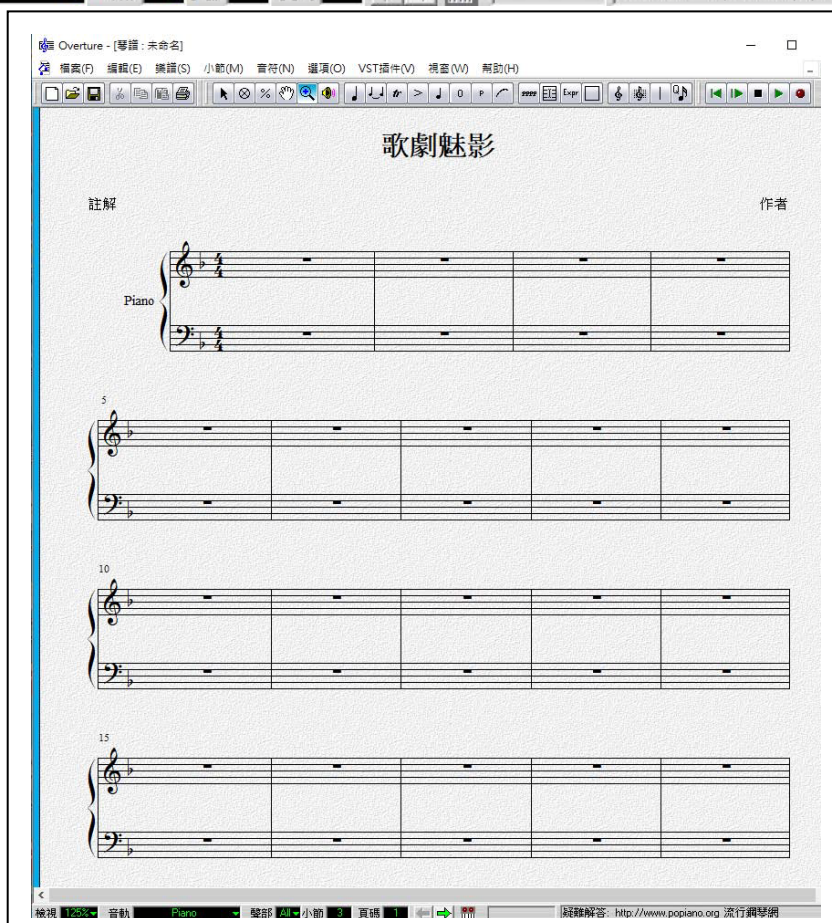 Overture - [琴譜 : 未命名]
檔案(F) 編輯(E) 樂譜(S) 小節(M) 音符(N) 選項(O) VST插件(V) 視窗(W) 幫助(H)
歌劇魅影
註解 作者
Piano
5
10
15
檢視 125% 音軌 Piano 聲部 All 小節 3 頁碼 1 疑難解答: http://www.popiano.org 流行鋼琴網